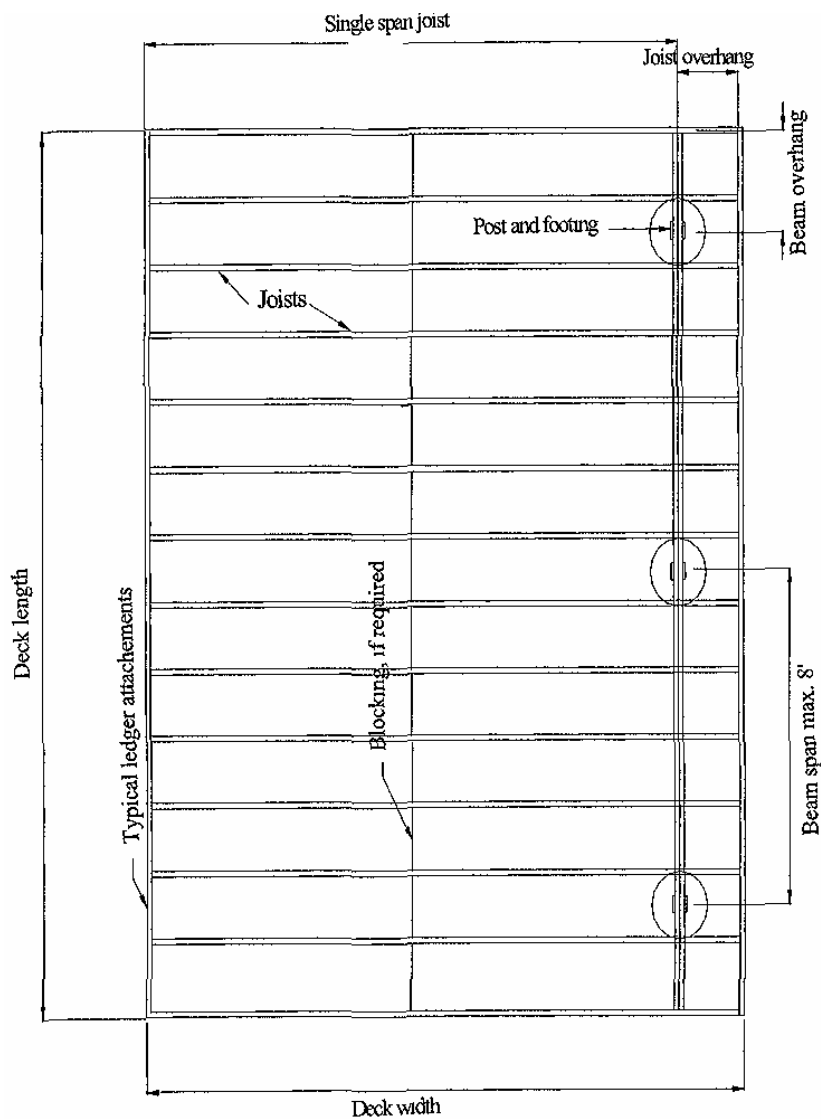 Single span joist
Joist overhang
Beam overhang
Post and footing
Joists
Deck length
Typical ledger attachements
Blocking, if required
Beam span max. 8'
Deck width